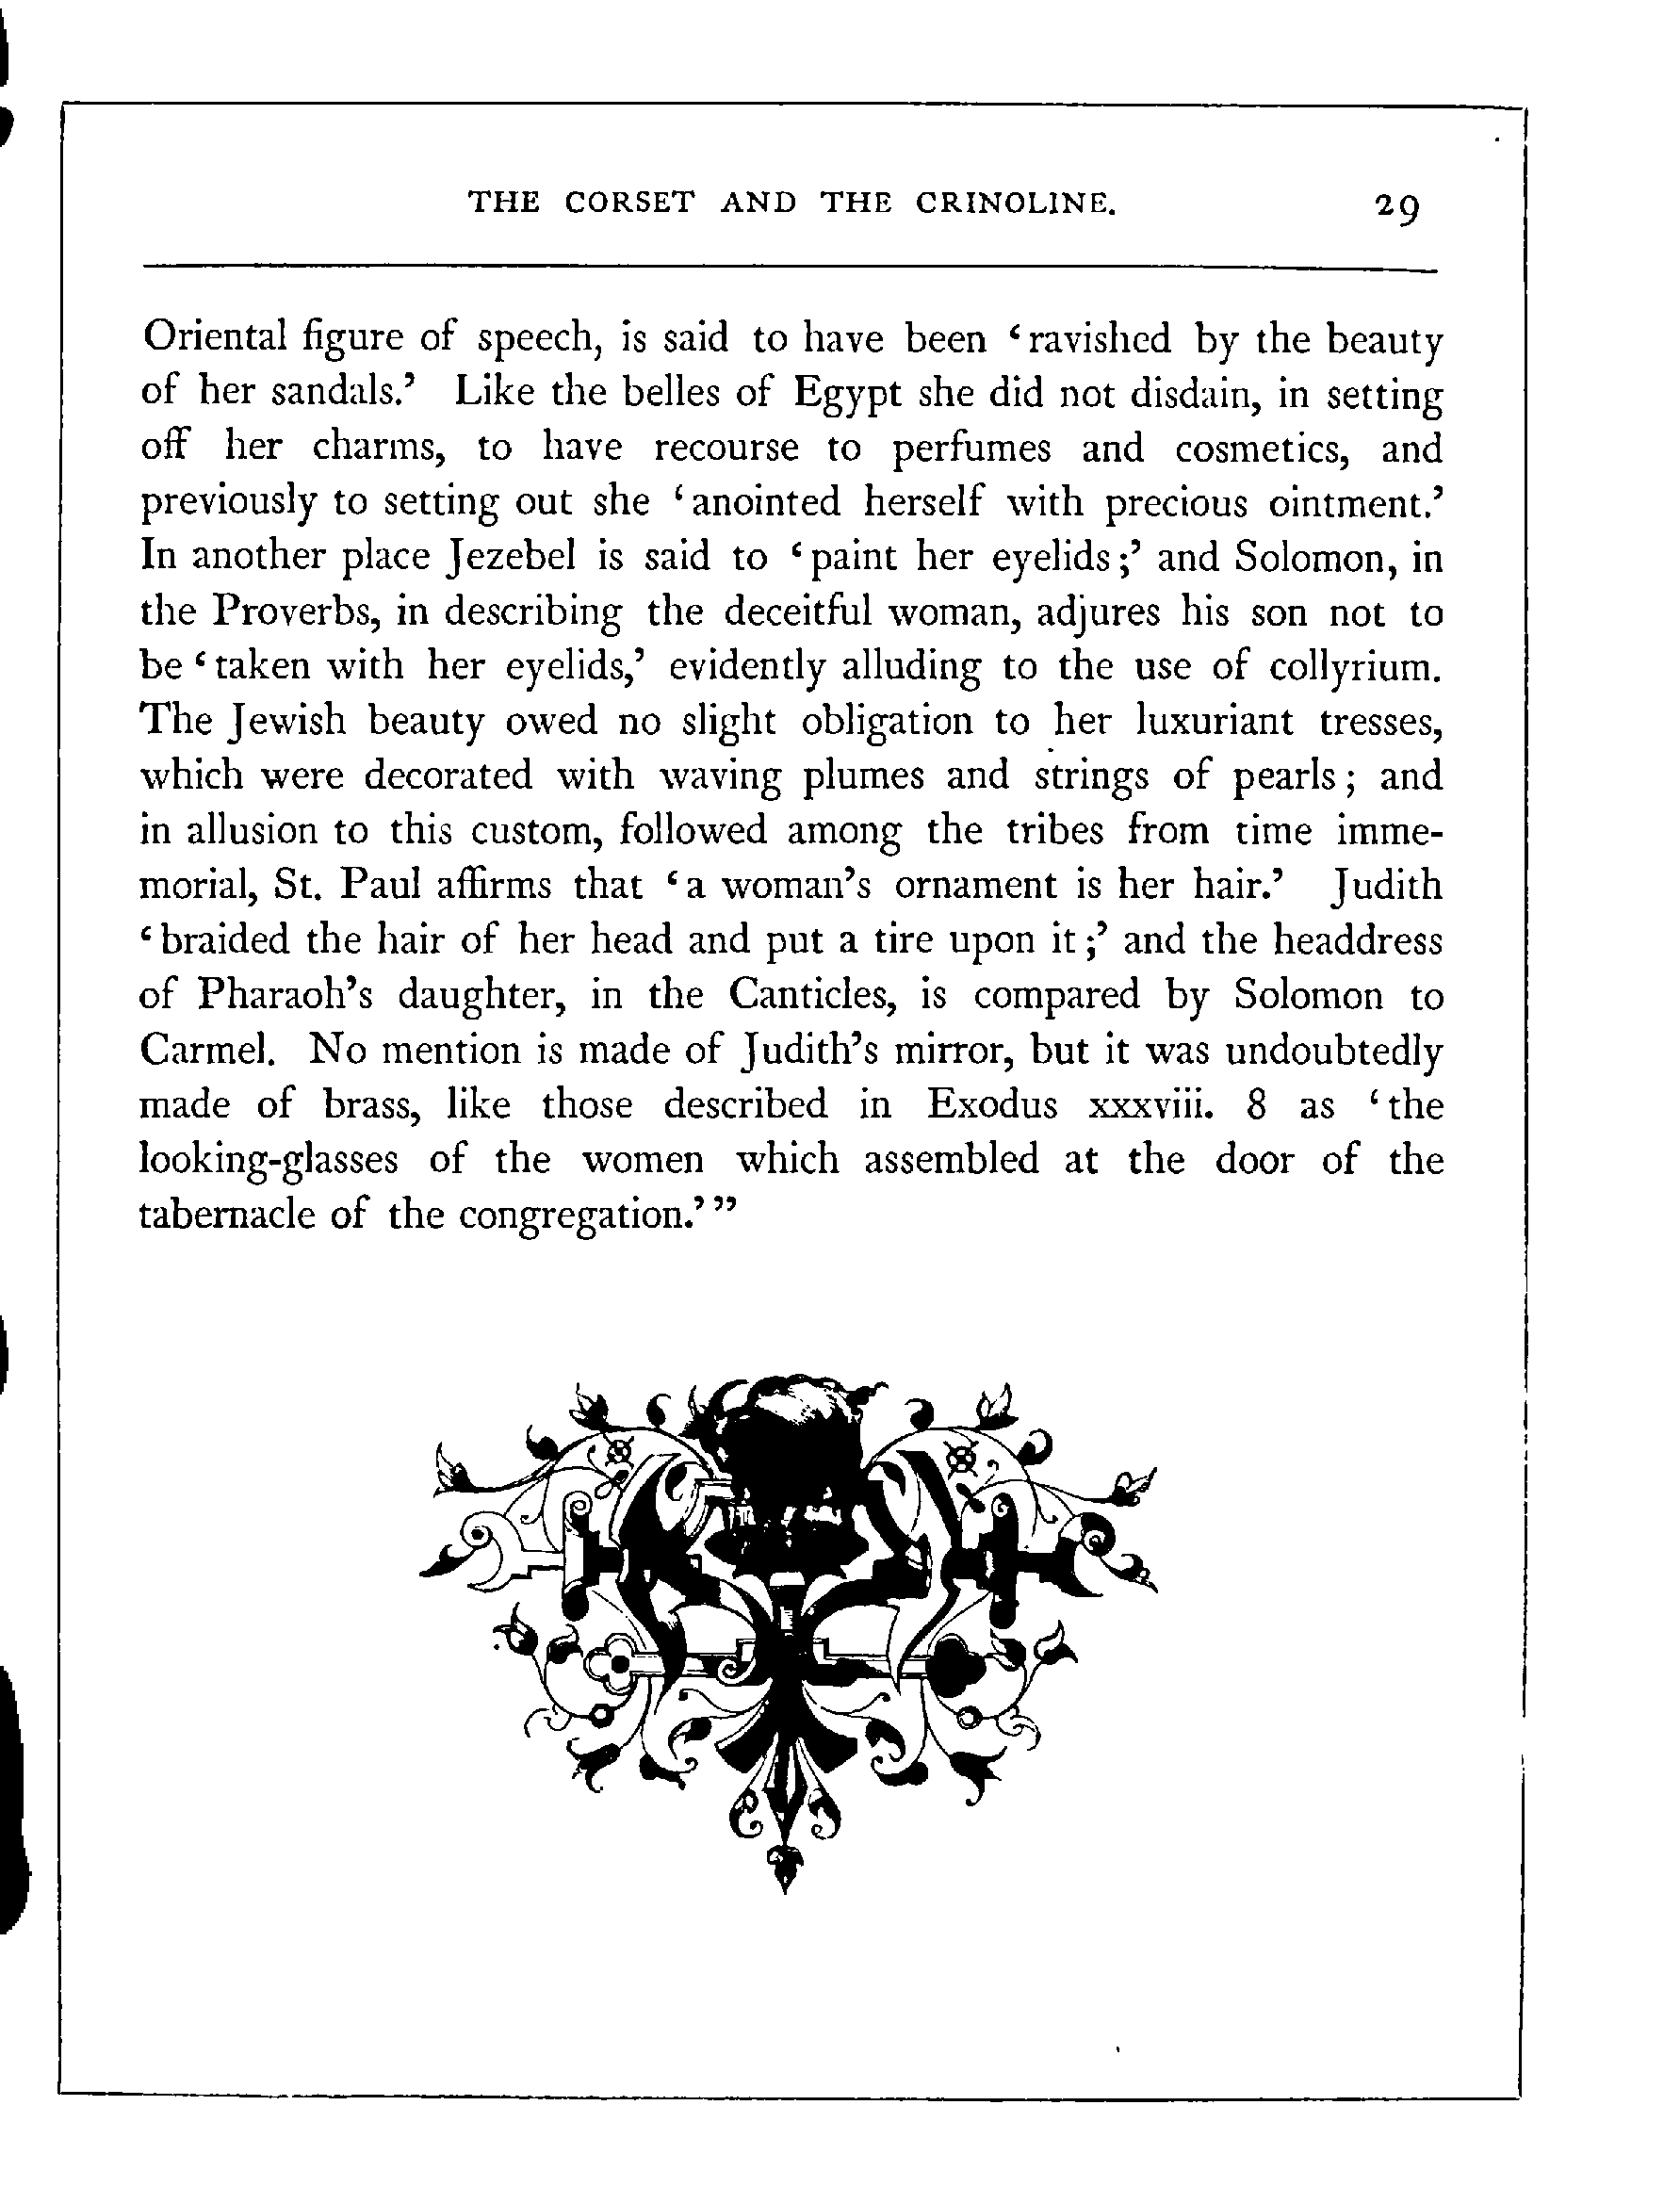 THE CORSET AND THE CRINOLINE. 29
Oriental figure of speech, is said to have been ‘ravished by the beauty
of her sandals.’ Like the belles of Egypt she did not disdain, in setting
off her charms, to have recourse to perfumes and cosmetics, and
previously to setting out she ‘anointed herself with precious ointment.’
In another place Jezebel is said to ‘paint her eyelids;’ and Solomon, in
the Proverbs, in describing the deceitful woman, adjures his son not to
be ‘taken with her eyelids,’ evidently alluding to the use of collyrium.
The Jewish beauty owed no slight obligation to her luxuriant tresses,
which were decorated with waving plumes and strings of pearls; and
in allusion to this custom, followed among the tribes from time imme-
morial, St. Paul affirms that ‘a woman’s ornament is her hair.’ Judith
‘braided the hair of her head and put a tire upon it;’ and the headdress
of Pharaoh’s daughter, in the Canticles, is compared by Solomon to
Carmel. No mention is made of Judith’s mirror, but it was undoubtedly
made of brass, like those described in Exodus xxxviii. 8 as ‘the
looking-glasses of the women which assembled at the door of the
tabernacle of the congregation.’”